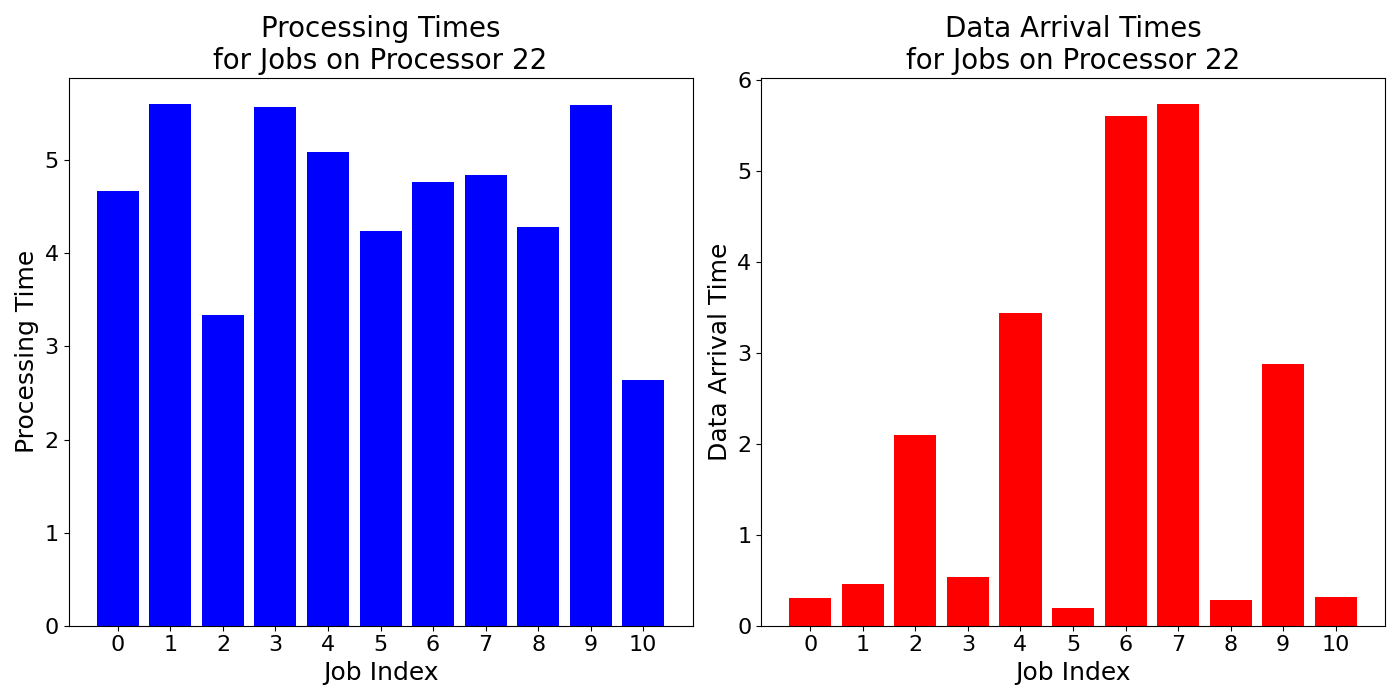 Processing Times
for Jobs on Processor 22
Processing Time
5
4
3
2
1
0
0 1 2 3 4 5 6 7 8 9 10
Job Index
Data Arrival Times
for Jobs on Processor 22
Data Arrival Time
6
5
4
3
2
1
0
0 1 2 3 4 5 6 7 8 9 10
Job Index